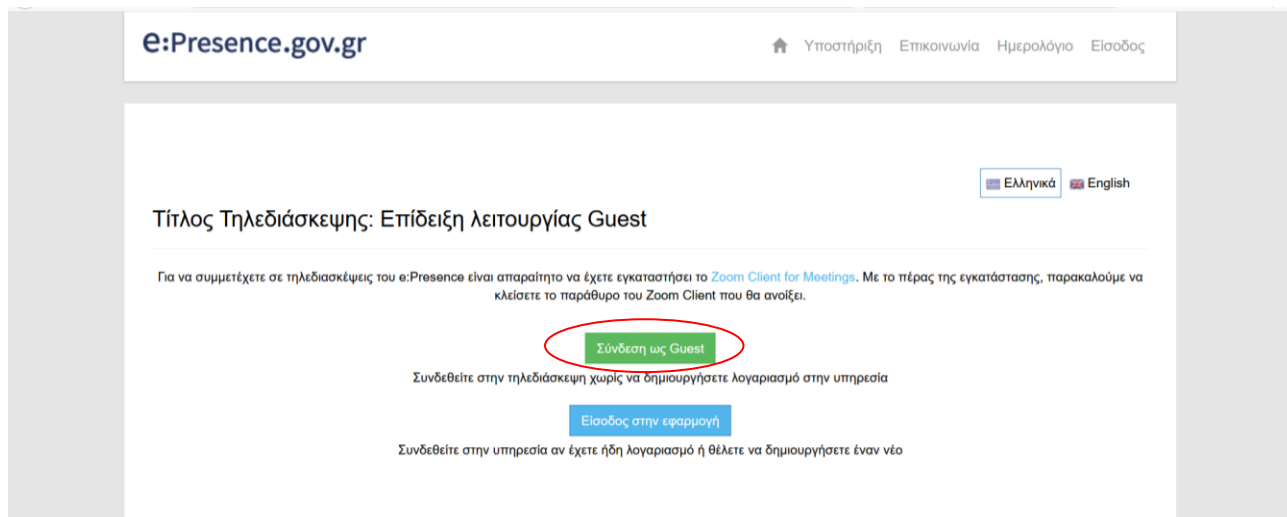 e:Presence.gov.gr
Υποστήριξη Επικοινωνία Ημερολόγιο Είσοδος
Ελληνικά English
Τίτλος Τηλεδιάσκεψης: Επίδειξη λειτουργίας Guest
Για να συμμετέχετε σε τηλεδιασκέψεις του e:Presence είναι απαραίτητο να έχετε εγκαταστήσει το Zoom Client for Meetings. Με το πέρας της εγκατάστασης, παρακαλούμε να
κλείσετε το παράθυρο του Zoom Client που θα ανοίξει.
Σύνδεση ως Guest
Συνδεθείτε στην τηλεδιάσκεψη χωρίς να δημιουργήσετε λογαριασμό στην υπηρεσία
Είσοδος στην εφαρμογή
Συνδεθείτε στην υπηρεσία αν έχετε ήδη λογαριασμό ή θέλετε να δημιουργήσετε έναν νέο